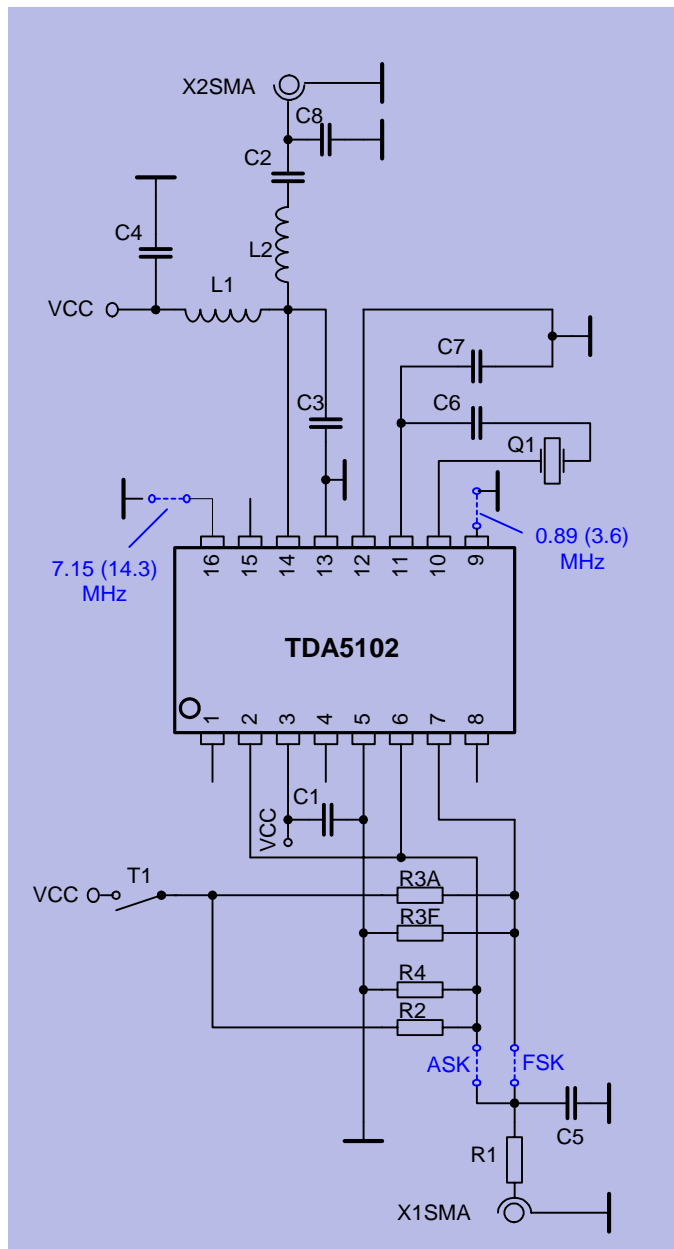 X2SMA
C8
C2
C4
L2
VCC
L1
C7
C3
C6
Q1
7.15 (14.3)
MHz
0.89 (3.6)
MHz
16
15
14
13
12
11
10
9
TDA5102
1
2
3
4
5
6
7
8
C1
VCC
VCC
T1
R3A
R3F
R4
R2
ASK
FSK
C5
R1
X1SMA